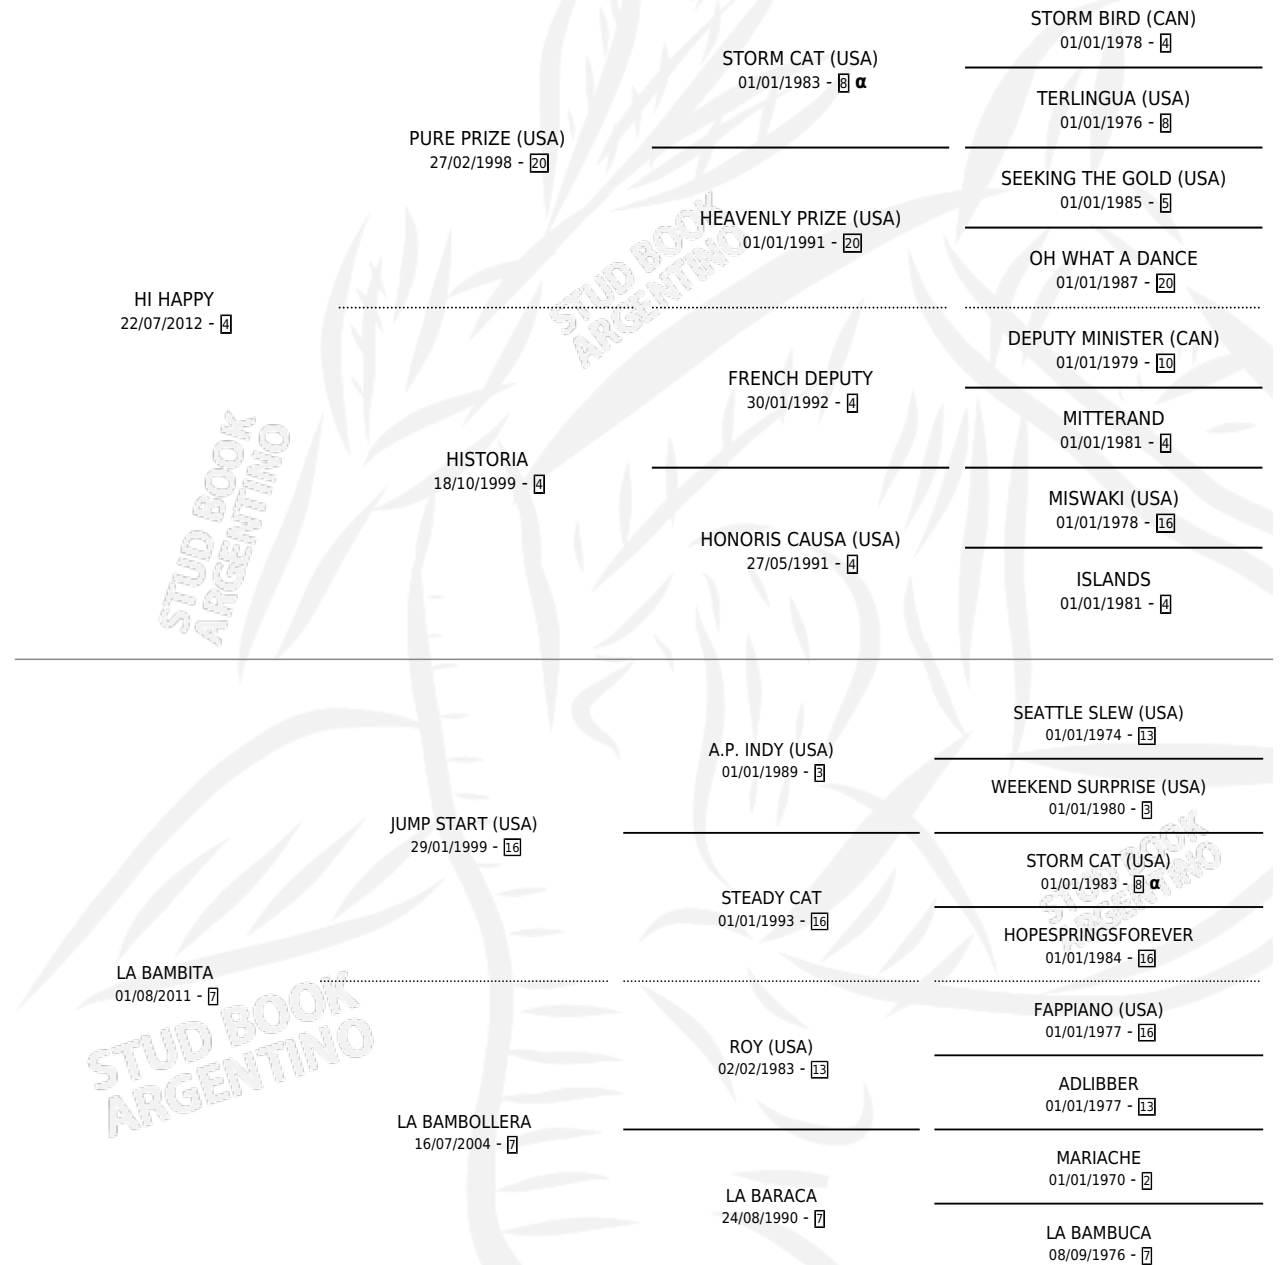 STORM BIRD (CAN)
01/01/1978 - 4
STORM CAT (USA)
01/01/1983 - 8 α
TERLINGUA (USA)
01/01/1976 - 8
PURE PRIZE (USA)
27/02/1998 - 20
SEEKING THE GOLD (USA)
01/01/1985 - 5
HEAVENLY PRIZE (USA)
01/01/1991 - 20
OH WHAT A DANCE
01/01/1987 - 20
HI HAPPY
22/07/2012 - 4
DEPUTY MINISTER (CAN)
01/01/1979 - 10
FRENCH DEPUTY
30/01/1992 - 4
MITTERAND
01/01/1981 - 4
HISTORIA
18/10/1999 - 4
MISWAKI (USA)
01/01/1978 - 16
HONORIS CAUSA (USA)
27/05/1991 - 4
ISLANDS
01/01/1981 - 4
SEATTLE SLEW (USA)
01/01/1974 - 13
A.P. INDY (USA)
01/01/1989 - 3
WEEKEND SURPRISE (USA)
01/01/1980 - 3
JUMP START (USA)
29/01/1999 - 16
STORM CAT (USA)
01/01/1983 - 8 α
STEADY CAT
01/01/1993 - 16
HOPESPRINGSFOREVER
01/01/1984 - 16
LA BAMBITA
01/08/2011 - 7
FAPPIANO (USA)
01/01/1977 - 16
ROY (USA)
02/02/1983 - 13
ADLIBBER
01/01/1977 - 13
LA BAMBOLLERA
16/07/2004 - 7
MARIACHE
01/01/1970 - 2
LA BARACA
24/08/1990 - 7
LA BAMBUCA
08/09/1976 - 7
STUD BOOK
ARGENTINO
STUD BOOK
ARGENTINO
STUD BOOK
ARGENTINO
STUD BOOK
ARGENTINO